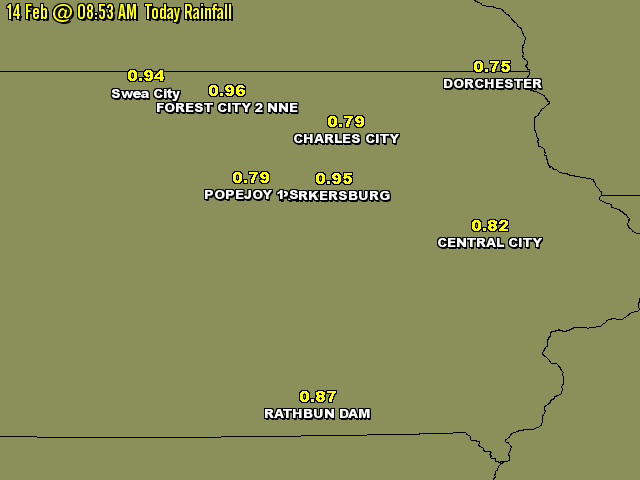 14 Feb @ 08:53 AM Today Rainfall
0.75
DORCHESTER
0.94
Swea City
0.96
FOREST CITY 2 NNE
0.79
CHARLES CITY
0.79
POPEJOY
0.95
0.82
CENTRAL CITY
0.87
RATHBUN DAM